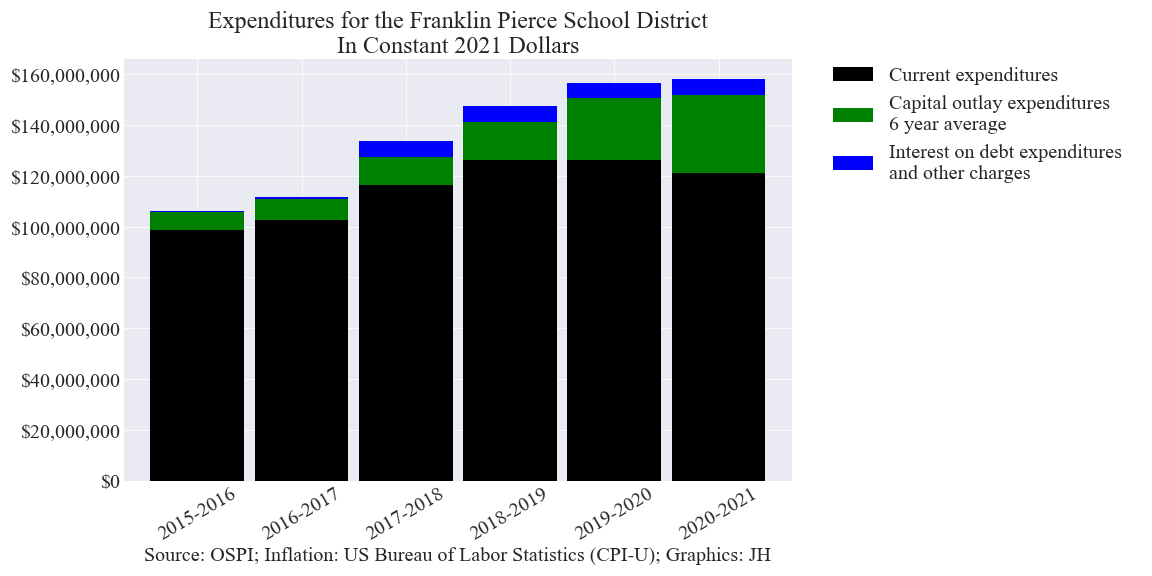 Expenditures for the Franklin Pierce School District
In Constant 2021 Dollars
$160,000,000
$140,000,000
$120,000,000
$100,000,000
$80,000,000
$60,000,000
$40,000,000
$20,000,000
$0
2015-2016
2016-2017
2017-2018
2018-2019
2019-2020
2020-2021
Source: OSPI; Inflation: US Bureau of Labor Statistics (CPI-U); Graphics: JH
Current expenditures
Capital outlay expenditures
6 year average
Interest on debt expenditures
and other charges